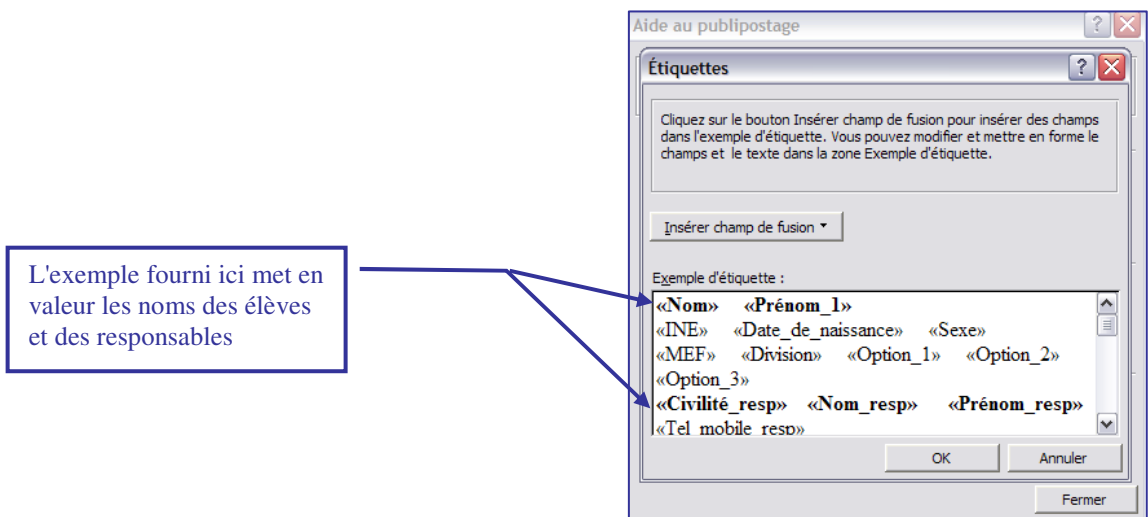 Aide au publipostage
Étiquettes
Cliquez sur le bouton Insérer champ de fusion pour insérer des champs
dans l'exemple d'étiquette. Vous pouvez modifier et mettre en forme le
champs et le texte dans la zone Exemple d'étiquette.
Insérer champ de fusion
L'exemple fourni ici met en
valeur les noms des élèves
et des responsables
Exemple d'étiquette :
«Nom» «Prénom_1»
«INE» «Date_de_naissance» «Sexe»
«MEF» «Division» «Option_1» «Option_2»
«Option_3»
«Civilité_resp» «Nom_resp» «Prénom_resp»
«Tel_mobile_resp»
OK Annuler
Fermer